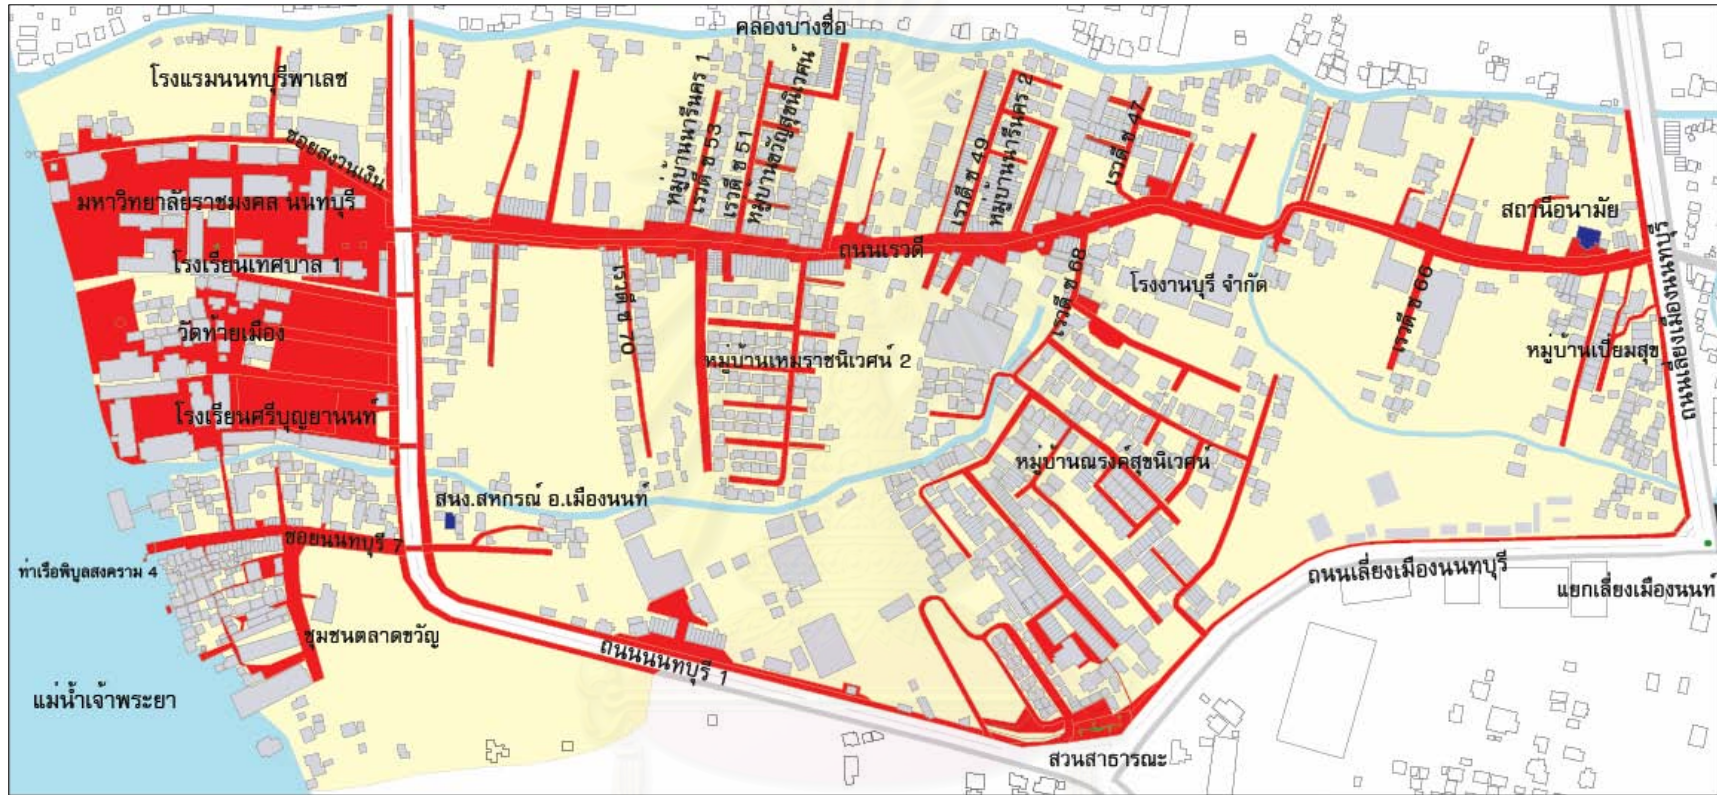 คลองบางซื่อ
โรงแรมนนทบุรีพาเลซ
ซอยสงวนเงิน
หมู่บ้านนารีนคร 1
เรวดี ซ 53
เรวดี ซ 51
หมู่บ้านขวัญสุขนิเวศน์
เรวดี ซ 49
หมู่บ้านนารีนคร 2
เรวดี ซ 47
มหาวิทยาลัยราชมงคล นนทบุรี
สถานีอนามัย
ถนนเรวดี
ถนนเลี่ยงเมืองนนทบุรี
โรงเรียนเทศบาล 1
เรวดี ซ 70
เรวดี ซ 68
โรงงานบุรี จำกัด
เรวดี ซ 66
วัดท้ายเมือง
หมู่บ้านเหมราชนิเวศน์ 2
หมู่บ้านเปี่ยมสุข
โรงเรียนศรีบุญยานนท์
หมู่บ้านณรงค์สุขนิเวศน์
สนง.สหกรณ์ อ.เมืองนนท์
ซอยนนทบุรี 7
ท่าเรือพิบูลสงคราม 4
ถนนเลี่ยงเมืองนนทบุรี
แยกเลี่ยงเมืองนนท์
ชุมชนตลาดขวัญ
ถนนนนทบุรี 1
แม่น้ำเจ้าพระยา
สวนสาธารณะ